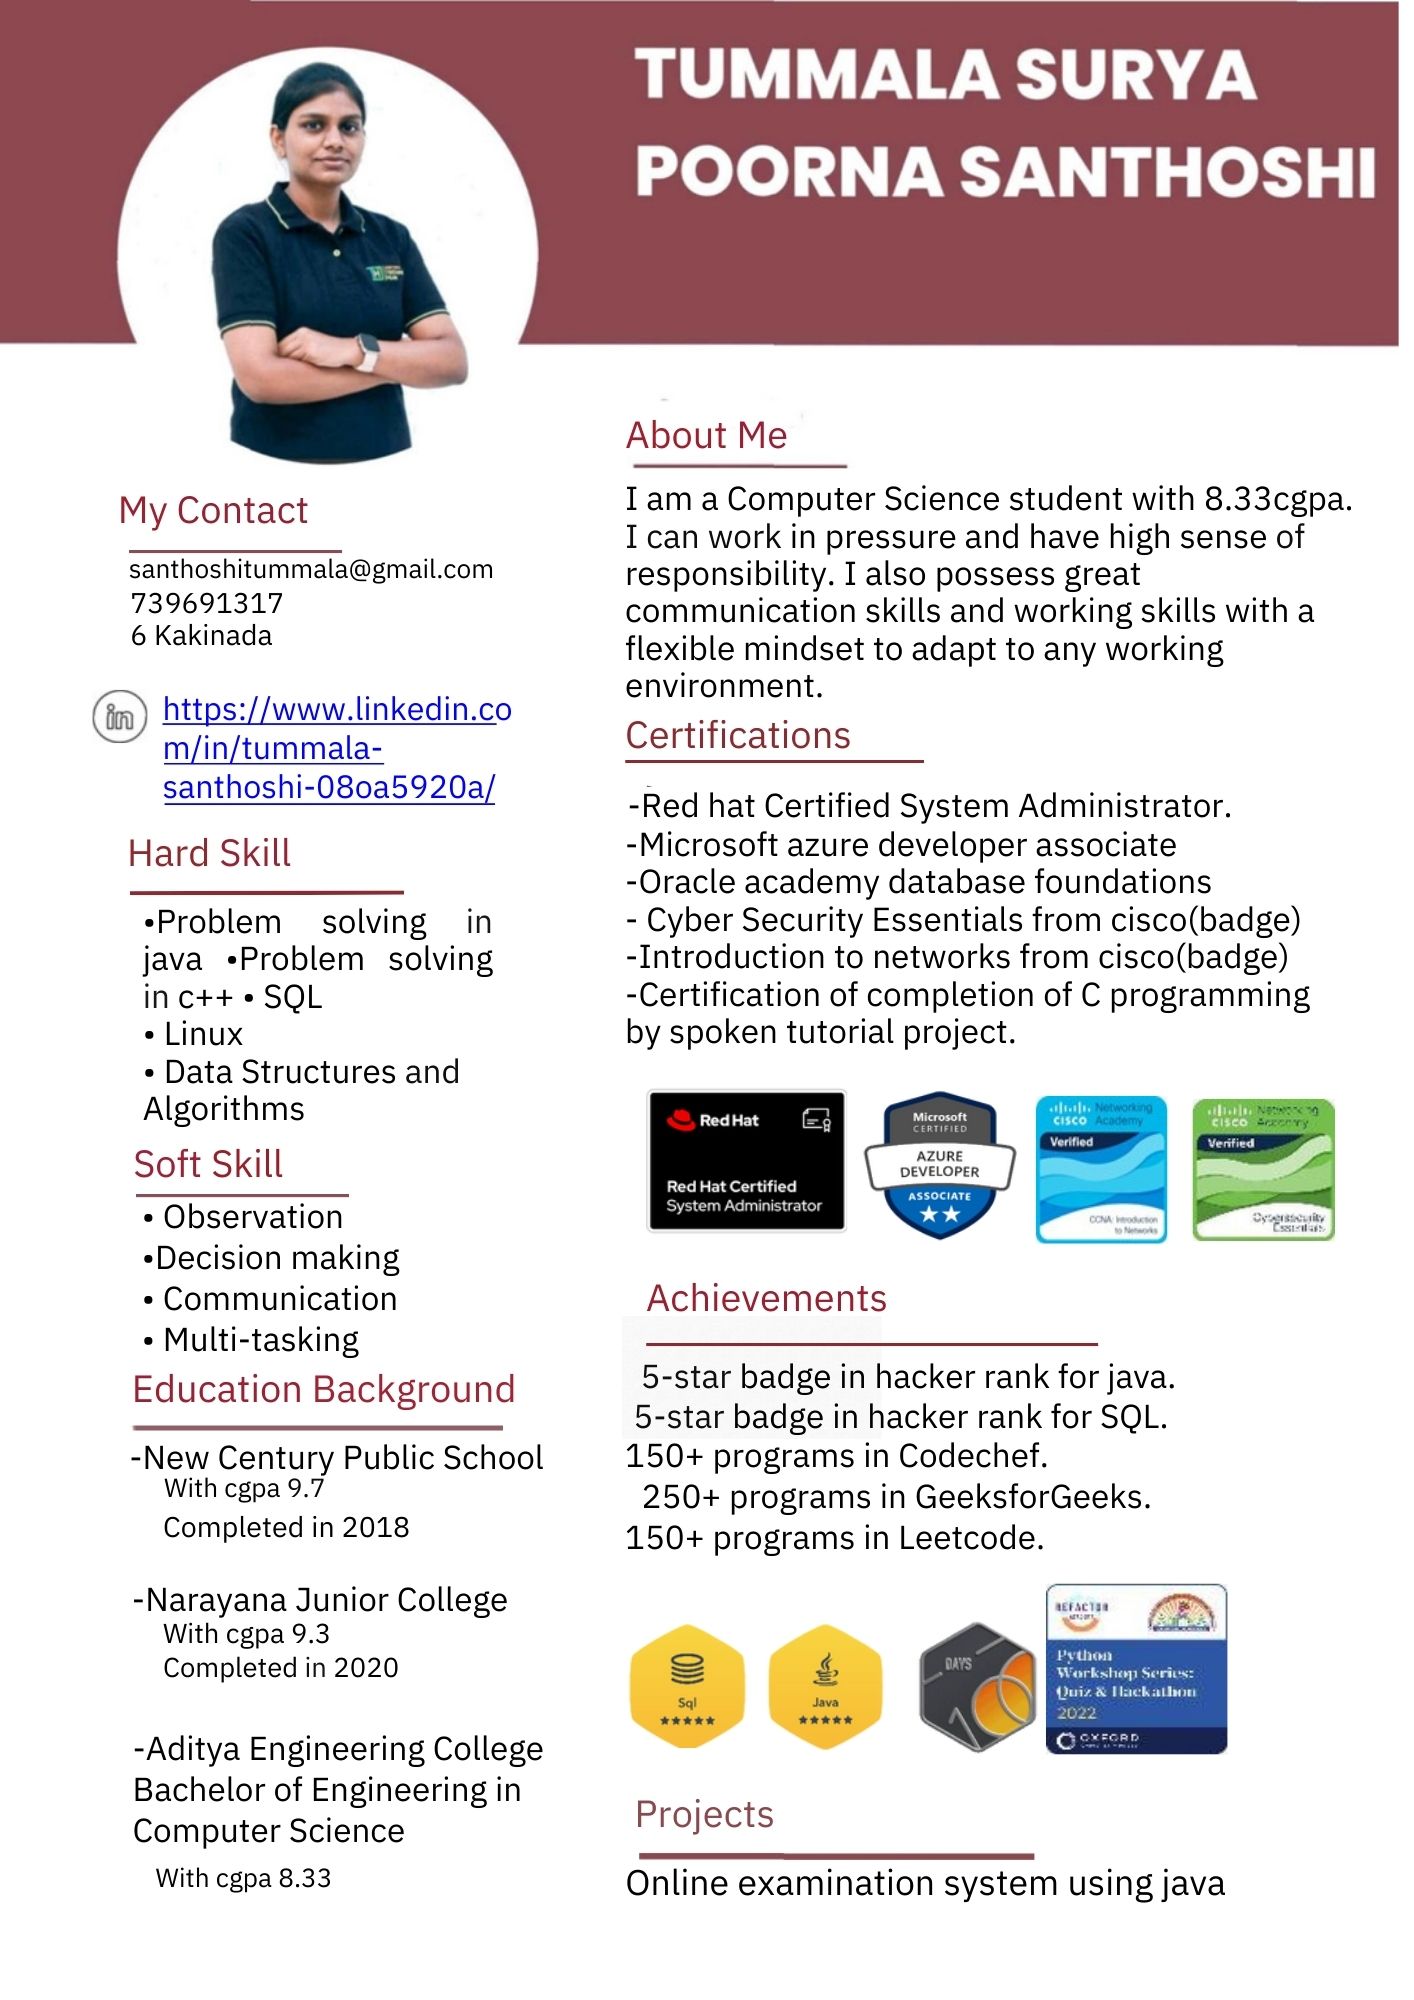 TUMMALA SURYA
POORNA SANTHOSHI
My Contact
santhoshitummala@gmail.com
739691317
6 Kakinada
in
https://www.linkedin.co
m/in/tummala-
santhoshi-08oa5920a/
Hard Skill
•Problem solving in
java •Problem solving
in c++ • SQL
• Linux
• Data Structures and
Algorithms
Soft Skill
• Observation
•Decision making
• Communication
• Multi-tasking
Education Background
-New Century Public School
With cgpa 9.7
Completed in 2018
-Narayana Junior College
With cgpa 9.3
Completed in 2020
-Aditya Engineering College
Bachelor of Engineering in
Computer Science
With cgpa 8.33
About Me
I am a Computer Science student with 8.33cgpa.
I can work in pressure and have high sense of
responsibility. I also possess great
communication skills and working skills with a
flexible mindset to adapt to any working
environment.
Certifications
-Red hat Certified System Administrator.
-Microsoft azure developer associate
-Oracle academy database foundations
- Cyber Security Essentials from cisco(badge)
-Introduction to networks from cisco(badge)
-Certification of completion of C programming
by spoken tutorial project.
Red Hat
Red Hat Certified
System Administrator
Microsoft
CERTIFIED
AZURE
DEVELOPER
ASSOCIATE
CISCO Networking
Academy
Verified
CCNA: Introduction
to Networks
CISCO Networking
Academy
Verified
Cybersecurity
Essentials
Achievements
5-star badge in hacker rank for java.
5-star badge in hacker rank for SQL.
150+ programs in Codechef.
250+ programs in GeeksforGeeks.
150+ programs in Leetcode.
Sql
Java
DAYS
REFACTOR
Python
Workshop Series:
Quiz & Hackathon
2022
OXFORD
Projects
Online examination system using java